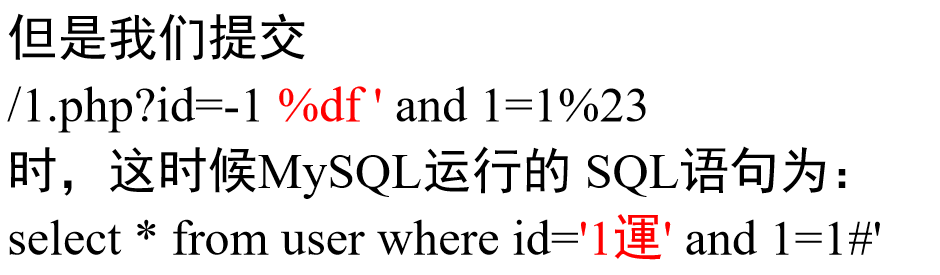 但是我们提交
/1.php?id=-1 %df ' and 1=1%23
时，这时候MySQL运行的 SQL语句为：
select * from user where id='1運' and 1=1#'